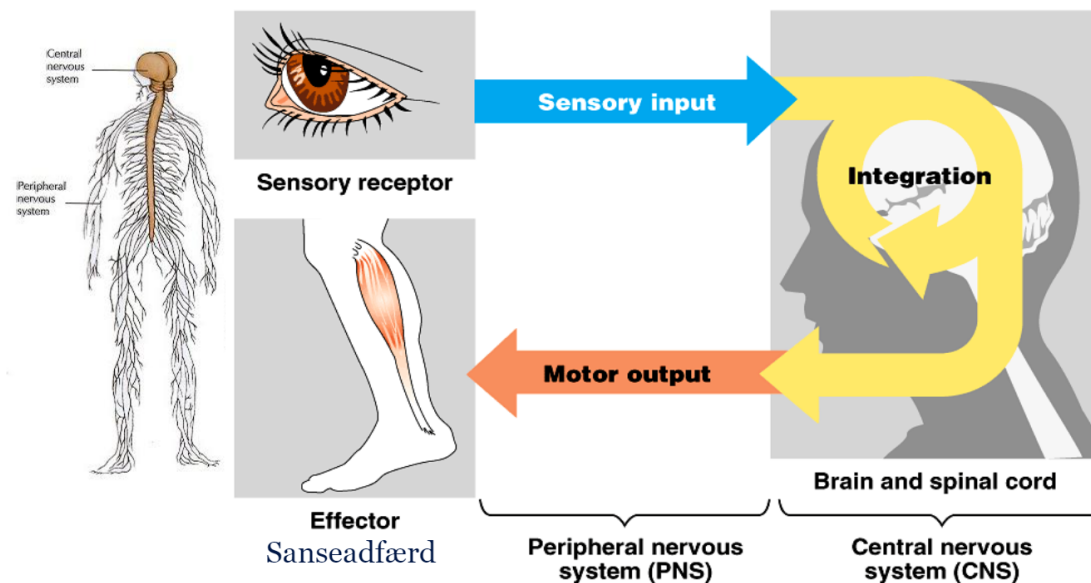 Central
nervous
system
Peripheral
nervous
system
Sensory receptor
Sensory input
Integration
Motor output
Effector
Sanseadfærd
Brain and spinal cord
Peripheral nervous
system (PNS)
Central nervous
system (CNS)